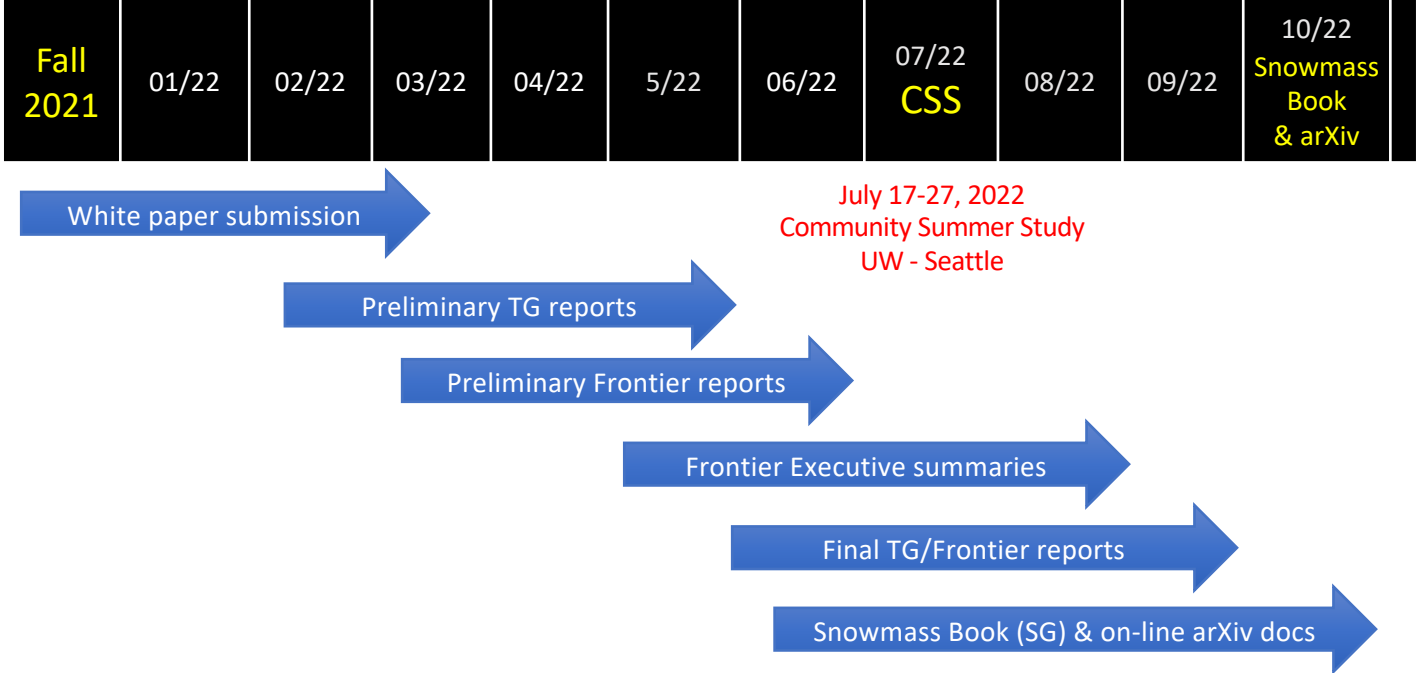 Fall
2021
01/22
02/22
03/22
04/22
5/22
06/22
07/22
CSS
08/22
09/22
10/22
Snowmass
Book
& arXiv
White paper submission
July 17-27, 2022
Community Summer Study
UW - Seattle
Preliminary TG reports
Preliminary Frontier reports
Frontier Executive summaries
Final TG/Frontier reports
Snowmass Book (SG) & on-line arXiv docs